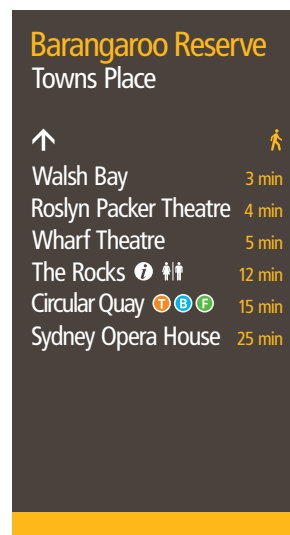 Barangaroo Reserve
Towns Place
Walsh Bay 3 min
Roslyn Packer Theatre 4 min
Wharf Theatre 5 min
The Rocks i 12 min
Circular Quay T B F 15 min
Sydney Opera House 25 min